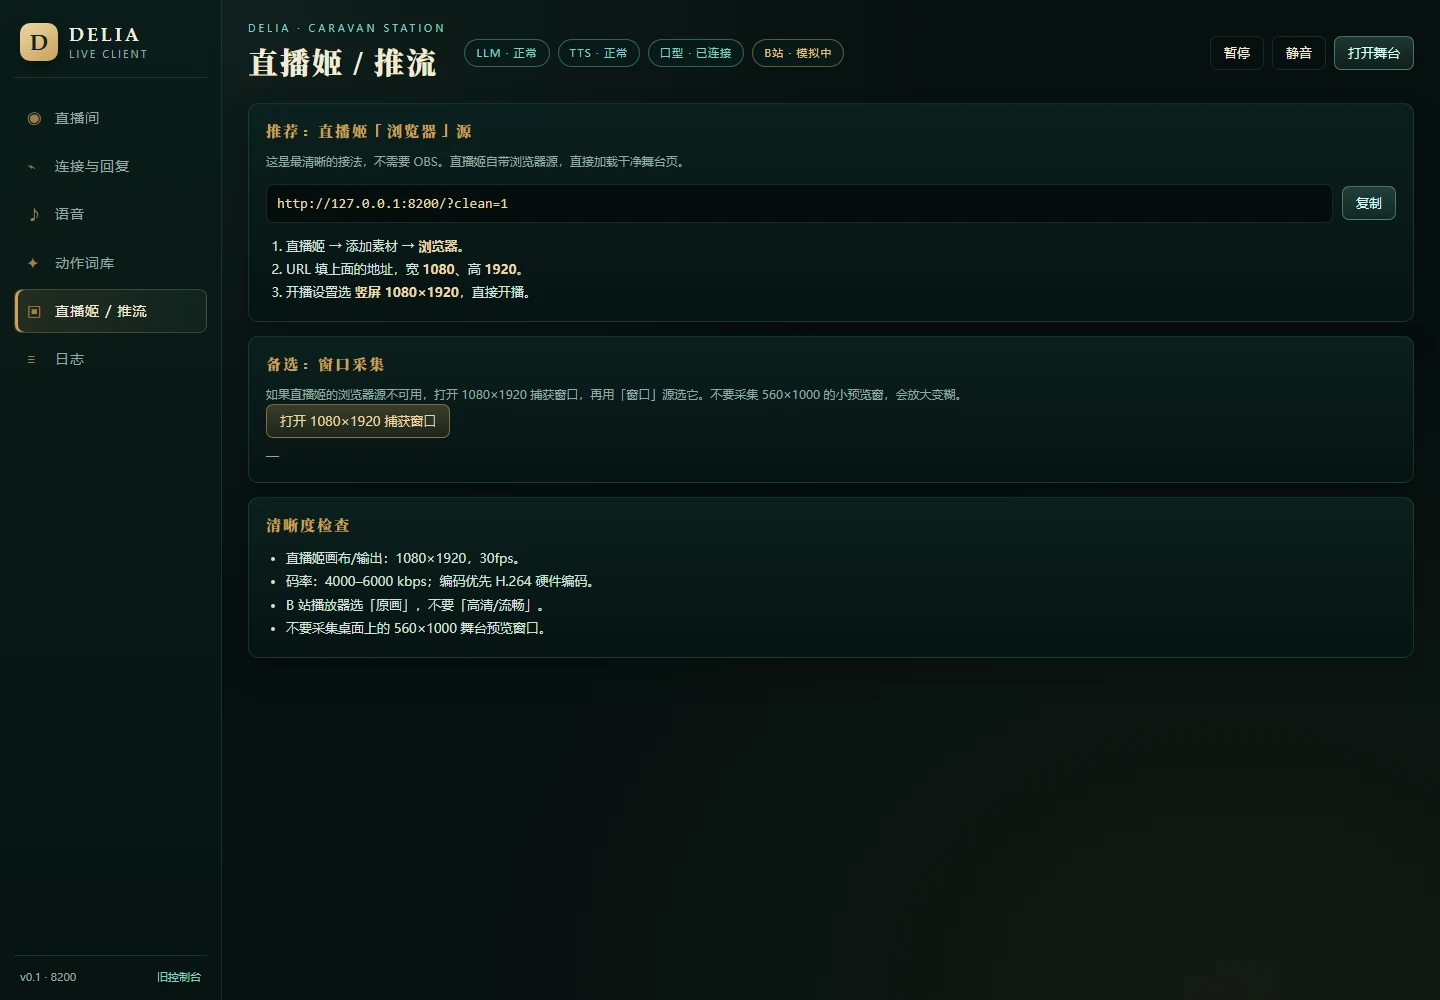 D
DELIA
LIVE CLIENT
直播间
连接与回复
语音
动作词库
直播姬 / 推流
日志
v0.1 · 8200
旧控制台
DELIA · CARAVAN STATION
直播姬 / 推流
LLM · 正常
TTS · 正常
口型 · 已连接
B站 · 模拟中
暂停
静音
打开舞台
推荐：直播姬「浏览器」源
这是最清晰的接法，不需要 OBS。直播姬自带浏览器源，直接加载干净舞台页。
http://127.0.0.1:8200/?clean=1
复制
1. 直播姬 → 添加素材 → 浏览器。
2. URL 填上面的地址，宽 1080、高 1920。
3. 开播设置选 竖屏 1080×1920，直接开播。
备选：窗口采集
如果直播姬的浏览器源不可用，打开 1080×1920 捕获窗口，再用「窗口」源选它。不要采集 560×1000 的小预览窗，会放大变糊。
打开 1080×1920 捕获窗口
—
清晰度检查
• 直播姬画布/输出：1080×1920，30fps。
• 码率：4000–6000 kbps；编码优先 H.264 硬件编码。
• B 站播放器选「原画」，不要「高清/流畅」。
• 不要采集桌面上的 560×1000 舞台预览窗口。